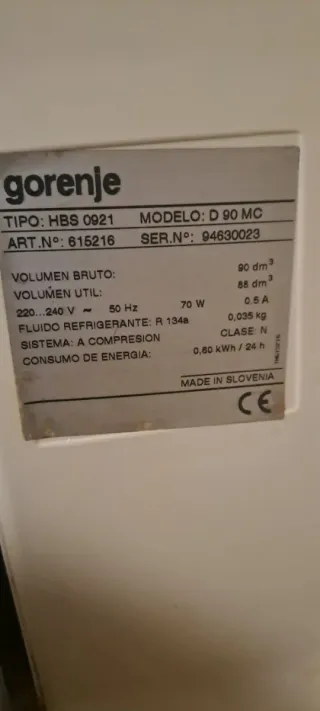 gorenje
TIPO: HBS 0921 MODELO: D 90 MC
ART.Nº: 615216 SER.Nº: 94630023
VOLUMEN BRUTO: 90 dm³
VOLUMEN UTIL: 85 dm³
220...240 V ~ 50 Hz 70 W 0,5 A
FLUIDO REFRIGERANTE: R 134a 0,035 kg
SISTEMA: A COMPRESION CLASE: N
CONSUMO DE ENERGIA: 0,60 kWh / 24 h
MADE IN SLOVENIA
CE